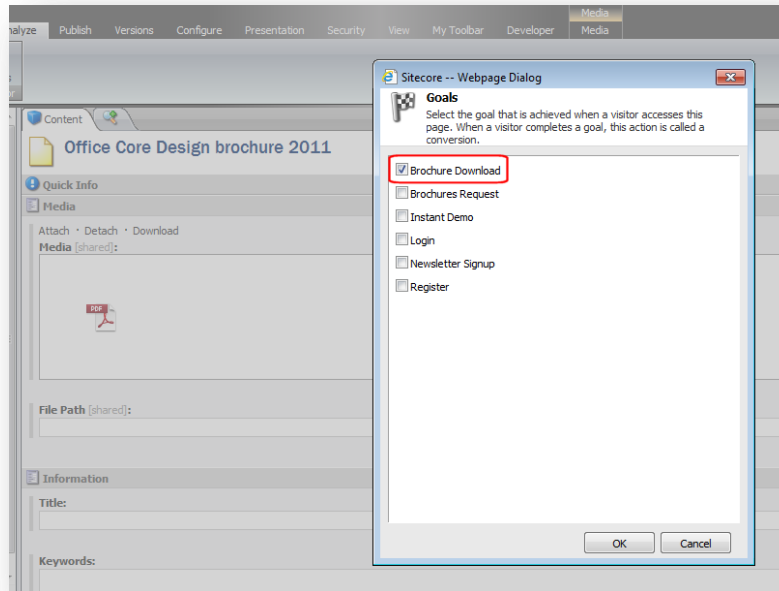 Media
alyze Publish Versions Configure Presentation Security View My Toolbar Developer Media
Content
Office Core Design brochure 2011
Quick Info
Media
Attach · Detach · Download
Media [shared]:
PDF
File Path [shared]:
Information
Title:
Keywords:
Sitecore -- Webpage Dialog
Goals
Select the goal that is achieved when a visitor accesses this
page. When a visitor completes a goal, this action is called a
conversion.
Brochure Download
Brochures Request
Instant Demo
Login
Newsletter Signup
Register
OK Cancel